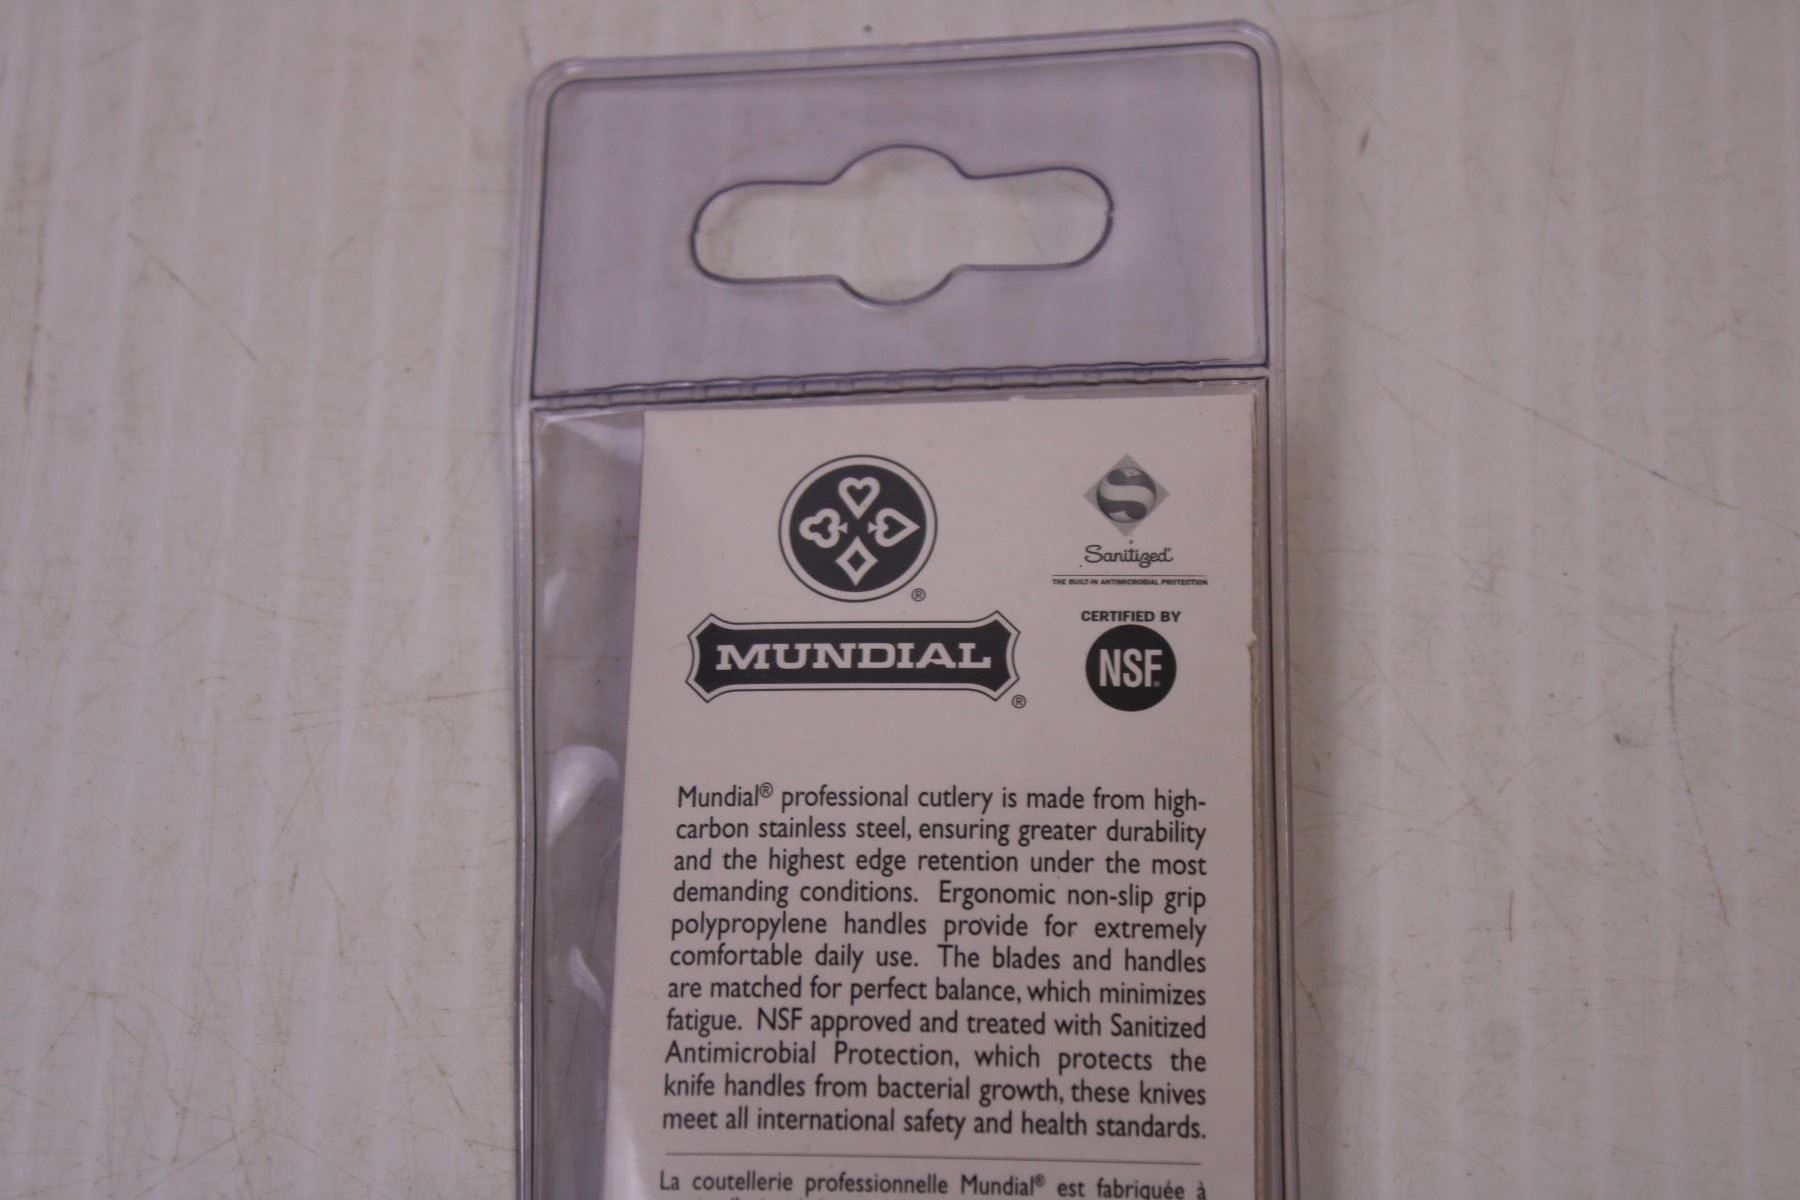 Sanitized®
THE BUILT-IN ANTIMICROBIAL PROTECTION
®
CERTIFIED BY
NSF®
MUNDIAL
®
Mundial® professional cutlery is made from high-
carbon stainless steel, ensuring greater durability
and the highest edge retention under the most
demanding conditions. Ergonomic non-slip grip
polypropylene handles provide for extremely
comfortable daily use. The blades and handles
are matched for perfect balance, which minimizes
fatigue. NSF approved and treated with Sanitized
Antimicrobial Protection, which protects the
knife handles from bacterial growth, these knives
meet all international safety and health standards.
La coutellerie professionnelle Mundial® est fabriquée à